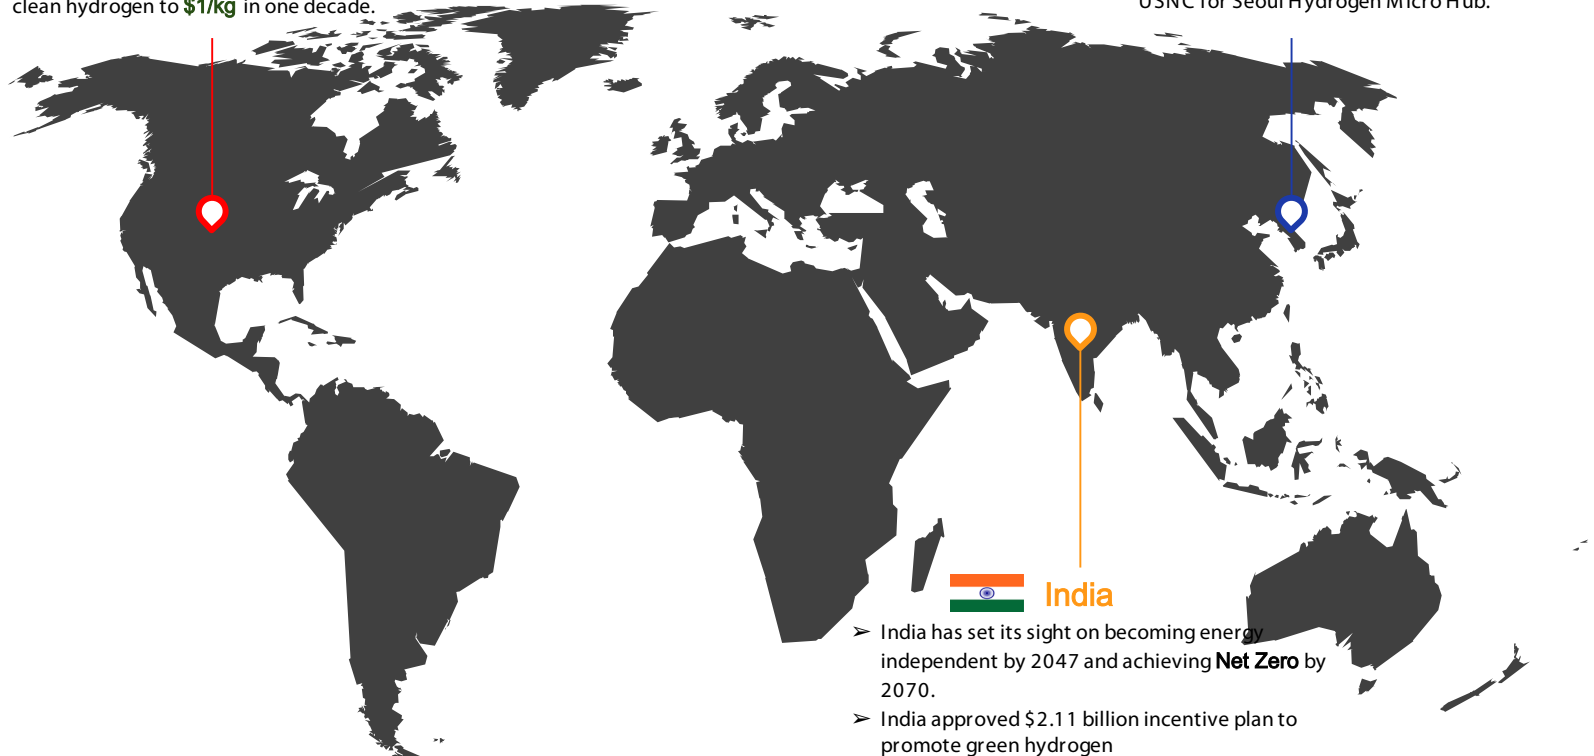 clean hydrogen to $1/kg in one decade.
USNC for Seoul Hydrogen Micro Hub.
India
➢ India has set its sight on becoming energy
independent by 2047 and achieving Net Zero by
2070.
➢ India approved $2.11 billion incentive plan to
promote green hydrogen